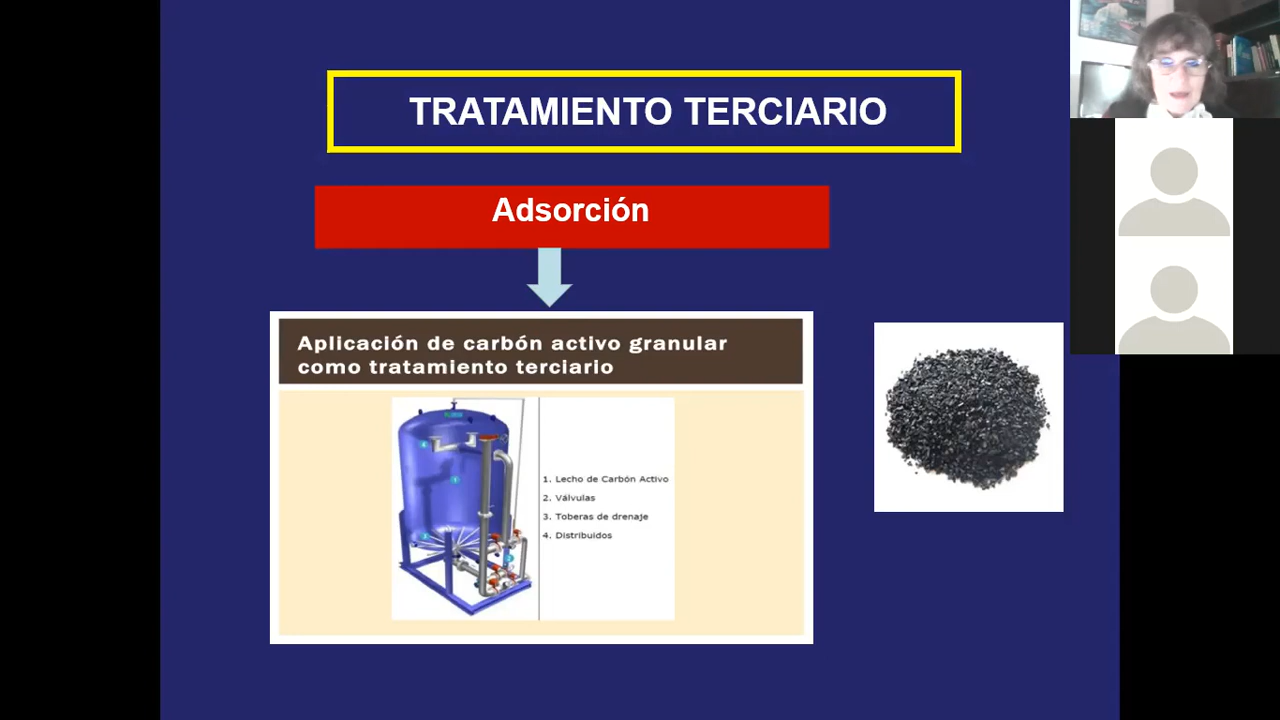 TRATAMIENTO TERCIARIO
Adsorción
Aplicación de carbón activo granular
como tratamiento terciario
1. Lecho de Carbón Activo
2. Válvulas
3. Toberas de drenaje
4. Distribuidos